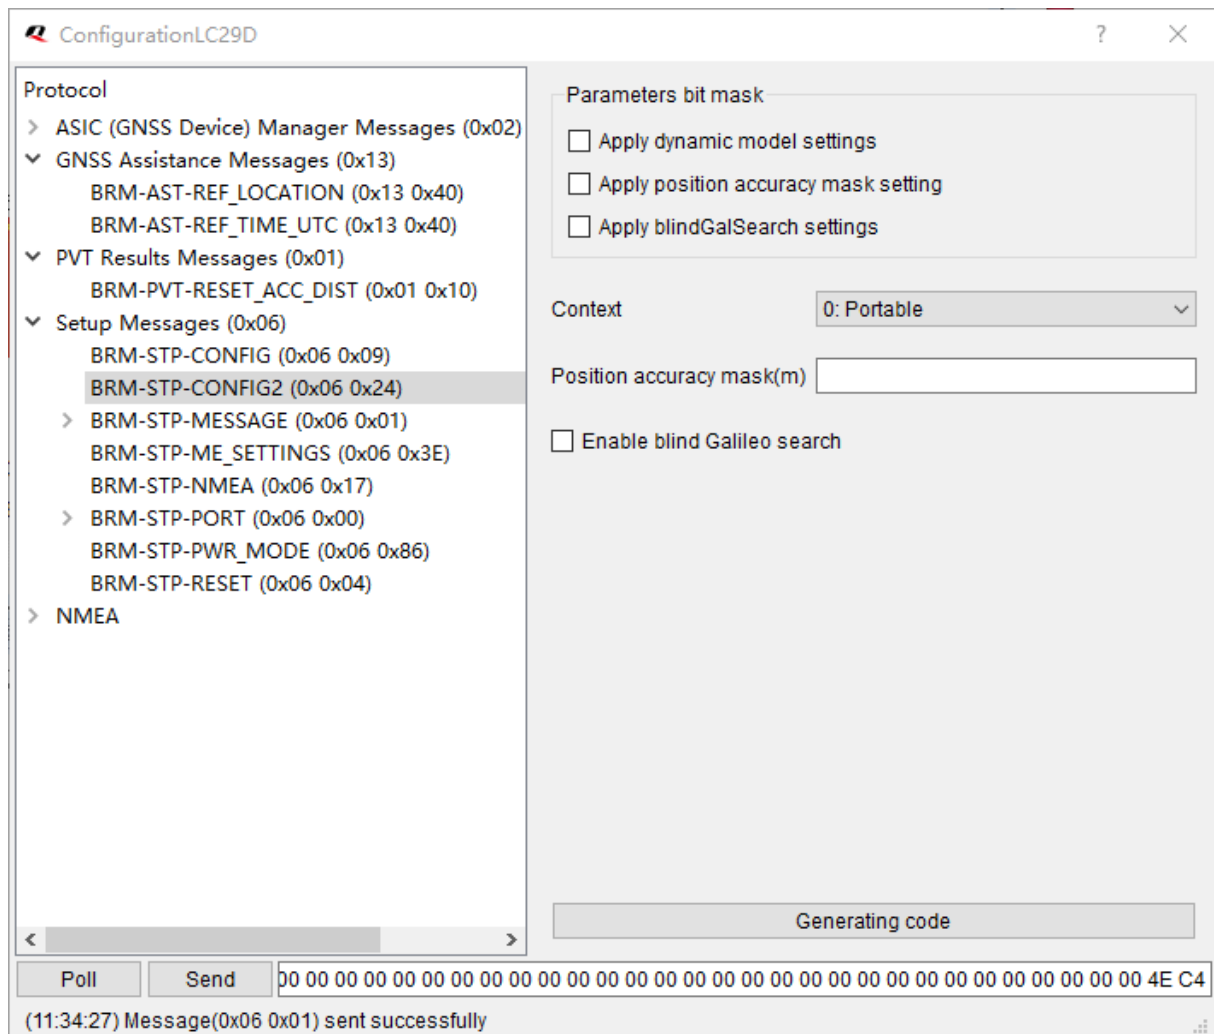 ConfigurationLC29D
Protocol
ASIC (GNSS Device) Manager Messages (0x02)
GNSS Assistance Messages (0x13)
BRM-AST-REF_LOCATION (0x13 0x40)
BRM-AST-REF_TIME_UTC (0x13 0x40)
PVT Results Messages (0x01)
BRM-PVT-RESET_ACC_DIST (0x01 0x10)
Setup Messages (0x06)
BRM-STP-CONFIG (0x06 0x09)
BRM-STP-CONFIG2 (0x06 0x24)
BRM-STP-MESSAGE (0x06 0x01)
BRM-STP-ME_SETTINGS (0x06 0x3E)
BRM-STP-NMEA (0x06 0x17)
BRM-STP-PORT (0x06 0x00)
BRM-STP-PWR_MODE (0x06 0x86)
BRM-STP-RESET (0x06 0x04)
NMEA
Parameters bit mask
Apply dynamic model settings
Apply position accuracy mask setting
Apply blindGalSearch settings
Context 0: Portable
Position accuracy mask(m)
Enable blind Galileo search
Generating code
Poll Send 00 00 00 00 00 00 00 00 00 00 00 00 00 00 00 00 00 00 00 00 00 00 00 00 00 00 00 00 00 00 4E C4
(11:34:27) Message(0x06 0x01) sent successfully